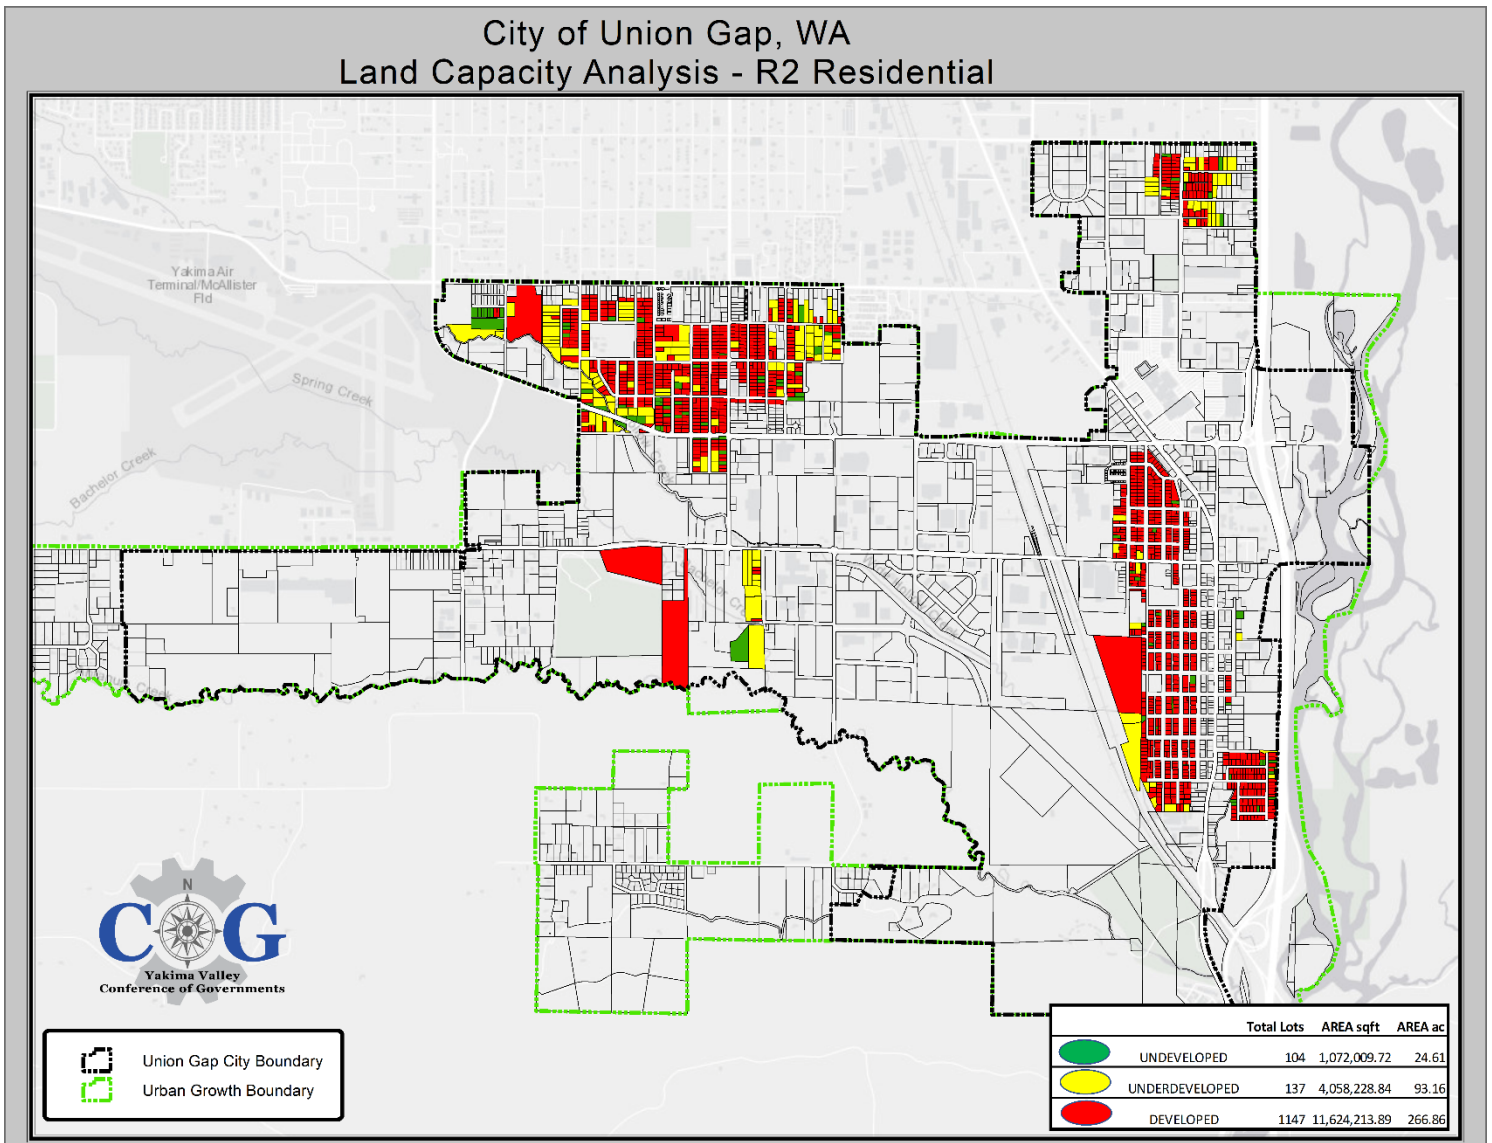 City of Union Gap, WA
Land Capacity Analysis - R2 Residential
Yakima Air
Terminal/McAllister
Fld
Spring Creek
Bachelor Creek
N
COG
Yakima Valley
Conference of Governments
Union Gap City Boundary
Urban Growth Boundary
Total Lots AREA sqft AREA ac
UNDEVELOPED 104 1,072,009.72 24.61
UNDERDEVELOPED 137 4,058,228.84 93.16
DEVELOPED 1147 11,624,213.89 266.86